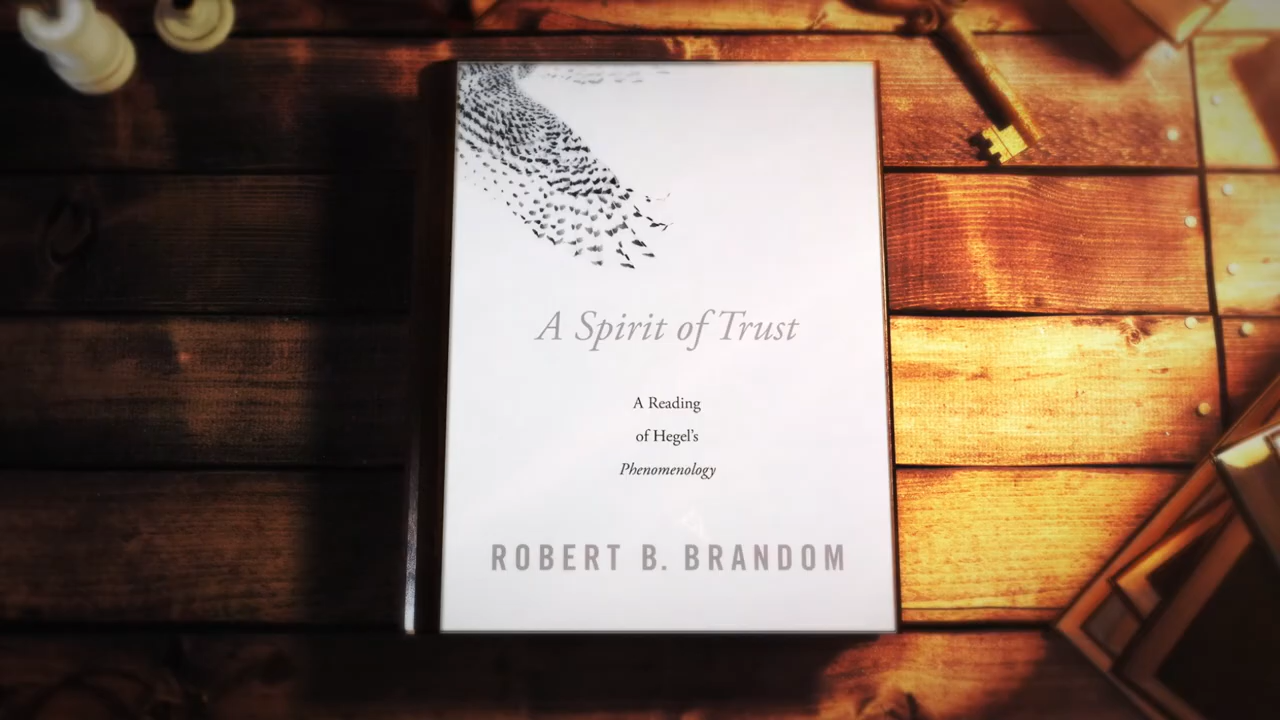 A Spirit of Trust
A Reading
of Hegel's
Phenomenology
ROBERT B. BRANDOM